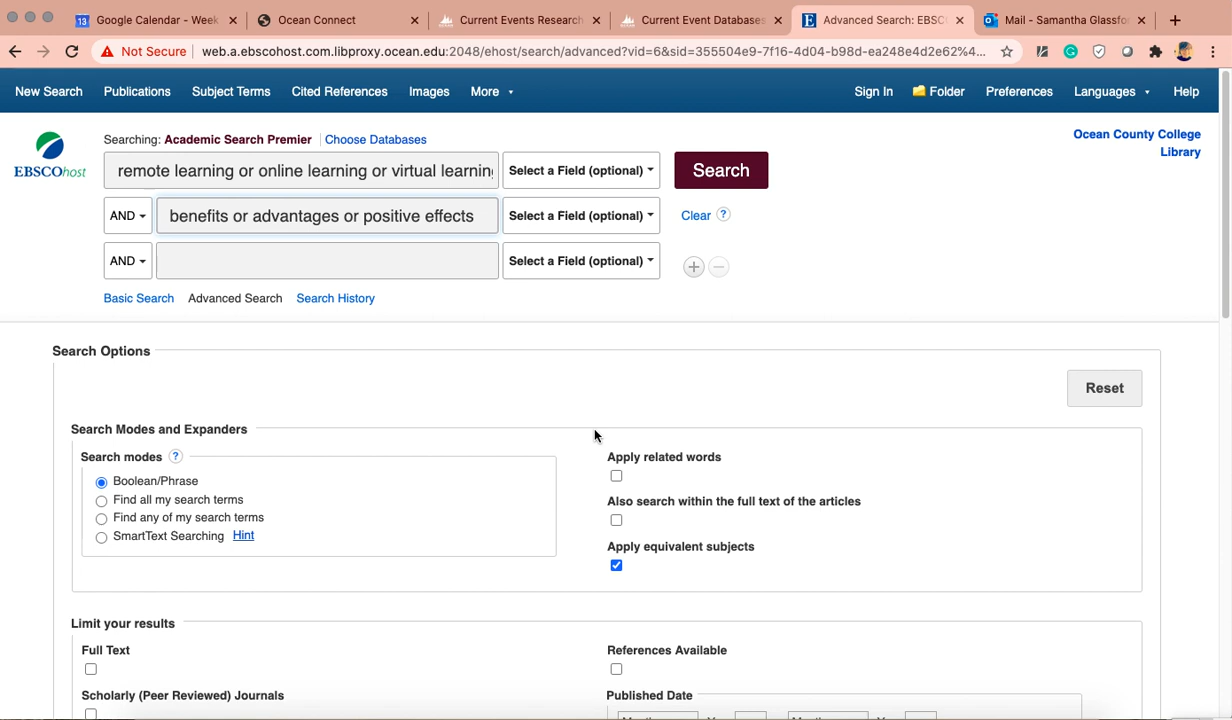 Google Calendar - Week
Ocean Connect
Current Events Research
Current Event Databases
Advanced Search: EBSC
Mail - Samantha Glassfo
Not Secure
web.a.ebscohost.com.libproxy.ocean.edu:2048/ehost/search/advanced?vid=6&sid=355504e9-7f16-4d04-b98d-ea248e4d2e62%4...
New Search Publications Subject Terms Cited References Images More Sign In Folder Preferences Languages Help
Searching: Academic Search Premier Choose Databases
Ocean County College
Library
EBSCOhost
remote learning or online learning or virtual learning Select a Field (optional) Search
AND benefits or advantages or positive effects Select a Field (optional) Clear ?
AND Select a Field (optional)
Basic Search Advanced Search Search History
Search Options
Reset
Search Modes and Expanders
Search modes ?
Boolean/Phrase
Find all my search terms
Find any of my search terms
SmartText Searching Hint
Apply related words
Also search within the full text of the articles
Apply equivalent subjects
Limit your results
Full Text
References Available
Scholarly (Peer Reviewed) Journals
Published Date